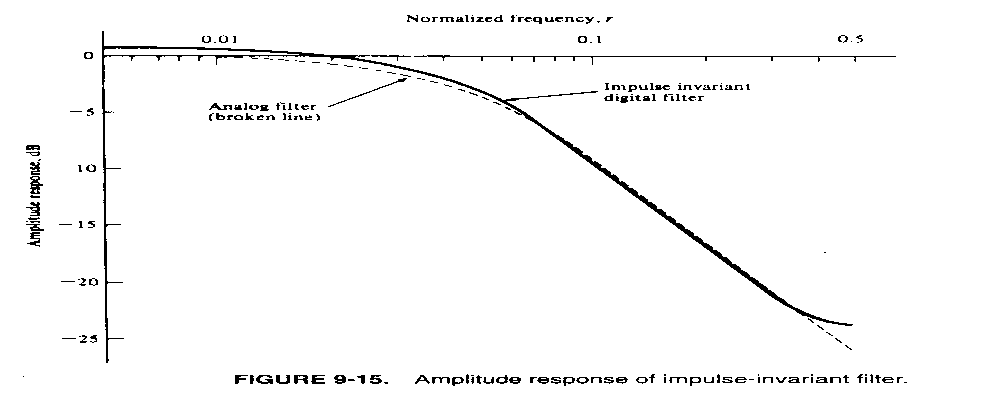 Normalized frequency, r
0.01
0.1
0.5
0
Analog filter
(broken line)
Impulse invariant
digital filter
—5
10
—15
—20
—25
Amplitude response, dB
FIGURE 9-15. Amplitude response of impulse-invariant filter.